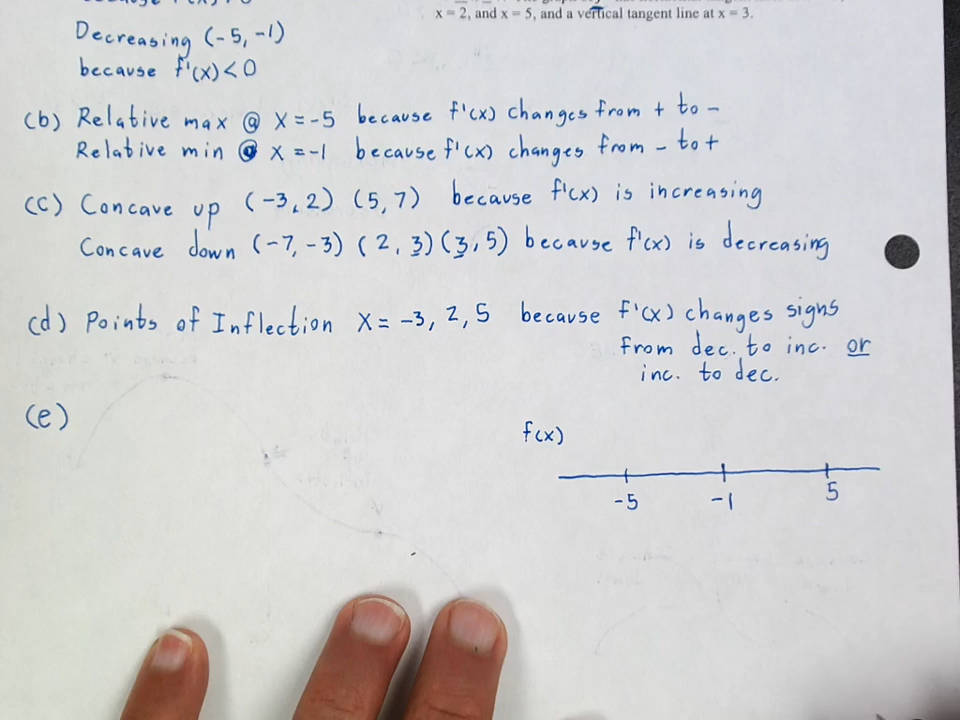 x = 2, and x = 5, and a vertical tangent line at x = 3.
Decreasing (-5, -1)
because f'(x) < 0
(b) Relative max @ x = -5 because f'(x) changes from + to -
Relative min @ x = -1 because f'(x) changes from - to +
(c) Concave up (-3, 2) (5, 7) because f'(x) is increasing
Concave down (-7, -3) (2, 3) (3, 5) because f'(x) is decreasing
(d) Points of Inflection x = -3, 2, 5 because f'(x) changes signs
from dec. to inc. or
inc. to dec.
(e)
f(x)
-5 -1 5